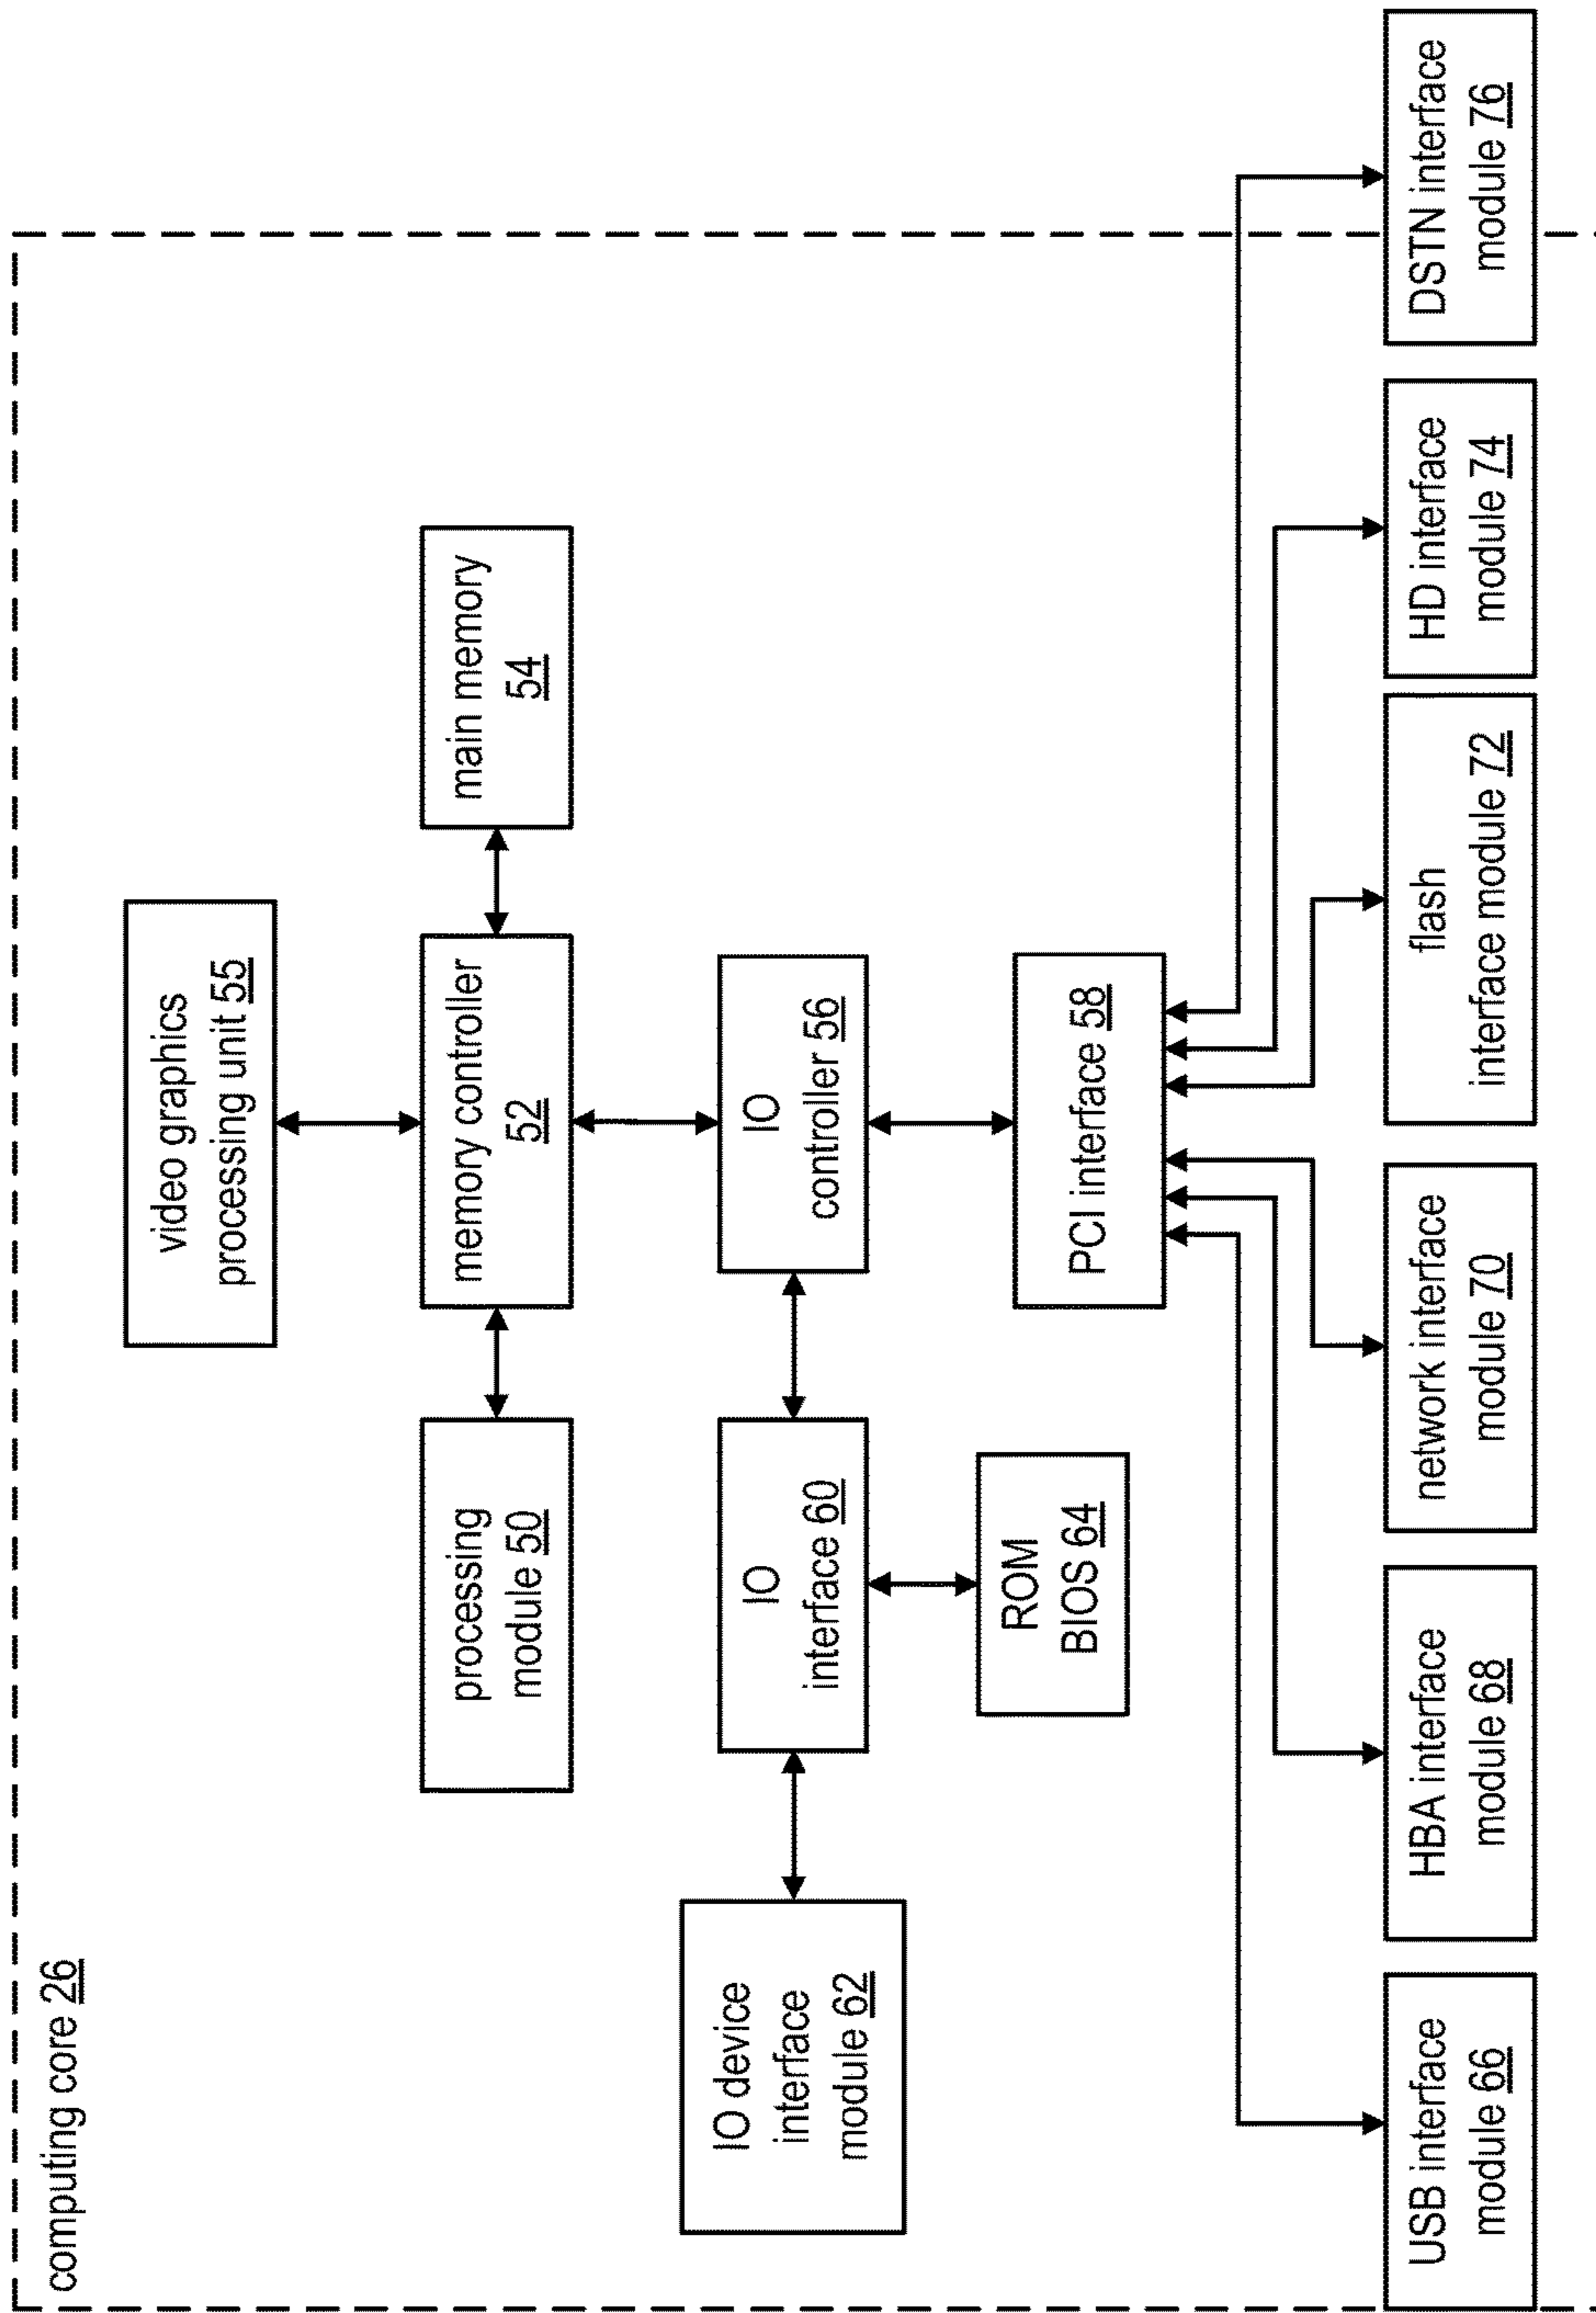 computing core 26
video graphics
processing unit 55
processing
module 50
memory controller
52
main memory
54
IO device
interface
module 62
IO
interface 60
IO
controller 56
ROM
BIOS 64
PCI interface 58
USB interface
module 66
HBA interface
module 68
network interface
module 70
flash
interface module 72
HD interface
module 74
DSTN interface
module 76